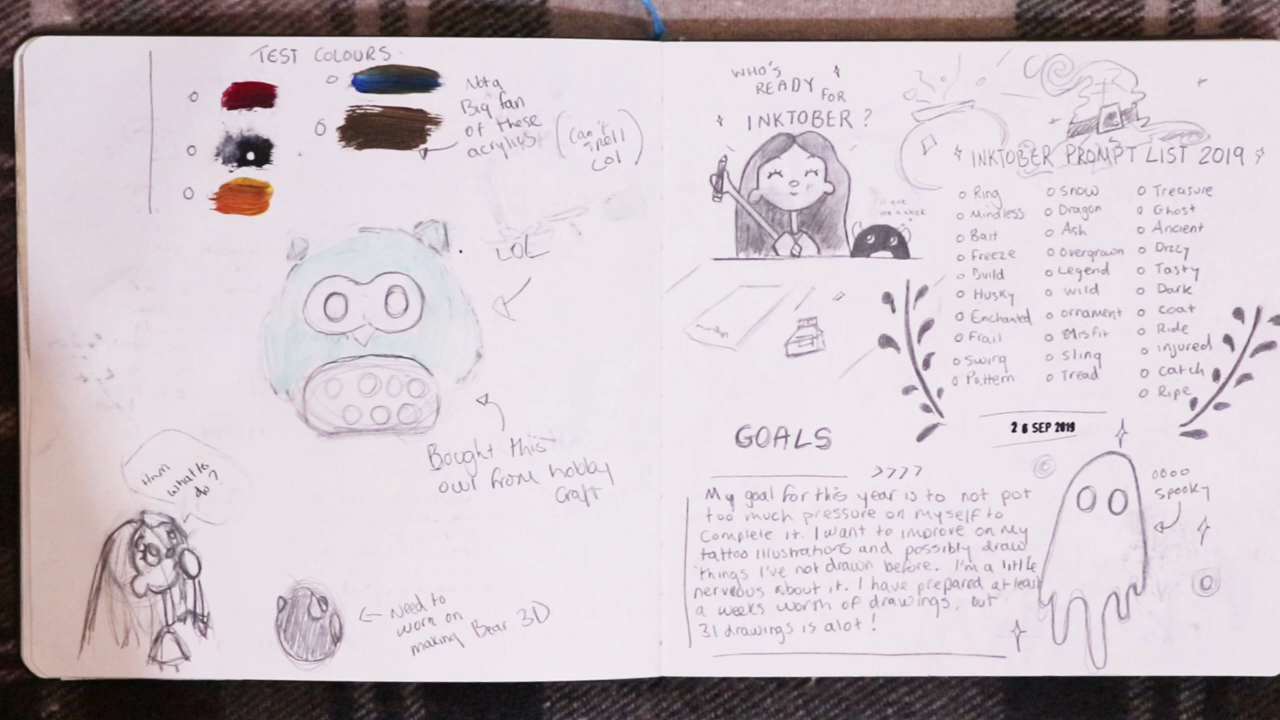 TEST COLOURS
Not a
Big fan
of these
acrylics
(can't
spell
LOL)
LOL
Bought this
owl from hobby
craft
Hmm
what to
do?
need to
work on
making Bear 3D
WHO'S
READY
FOR
INKTOBER?
INKTOBER PROMPT LIST 2019
Ring
Mindless
Bait
Freeze
Build
Husky
Enchanted
Frail
Swing
Pattern
Snow
Dragon
Ash
Overgrown
Legend
Wild
ornament
Misfit
Sling
Tread
Treasure
Ghost
Ancient
Dizzy
Tasty
Dark
Coat
Ride
injured
catch
Ripe
26 SEP 2019
GOALS
My goal for this year is to not pot
too much pressure on myself to
complete it. I want to improve on my
tattoo illustrations and possibly draw
things I've not drawn before. I'm a little
nervous about it. I have prepared at least
a weeks worth of drawings, but
31 drawings is alot!
oooo
spooky